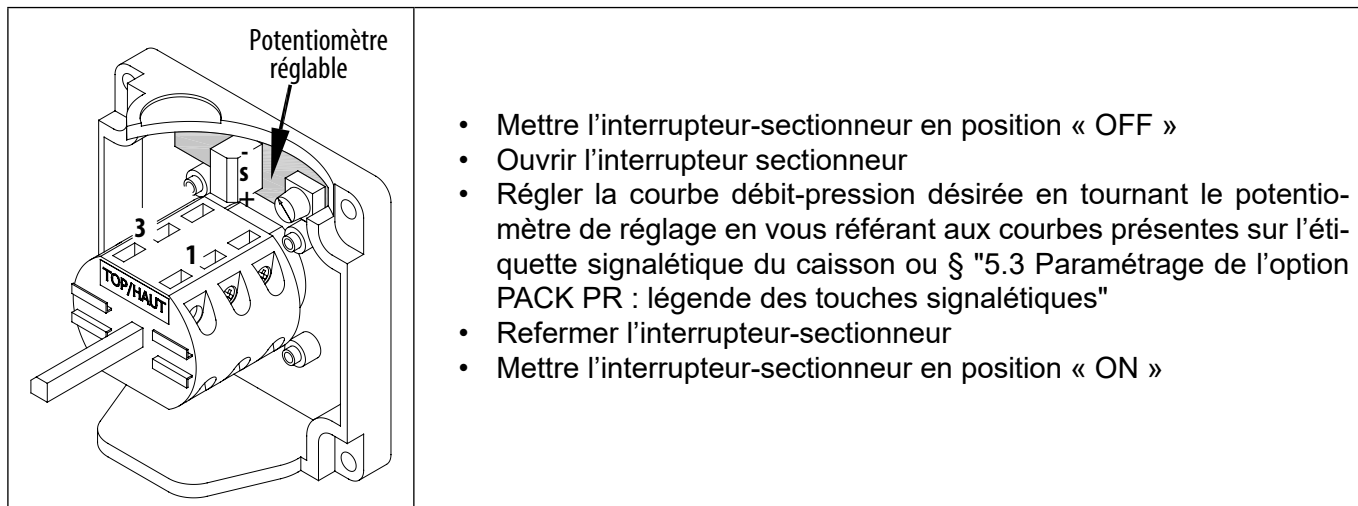 Potentiomètre
réglable
-
S
+
3
1
TOP/HAUT
• Mettre l’interrupteur-sectionneur en position « OFF »
• Ouvrir l’interrupteur sectionneur
• Régler la courbe débit-pression désirée en tournant le potentio-
mètre de réglage en vous référant aux courbes présentes sur l’éti-
quette signalétique du caisson ou § "5.3 Paramétrage de l’option
PACK PR : légende des touches signalétiques"
• Refermer l’interrupteur-sectionneur
• Mettre l’interrupteur-sectionneur en position « ON »